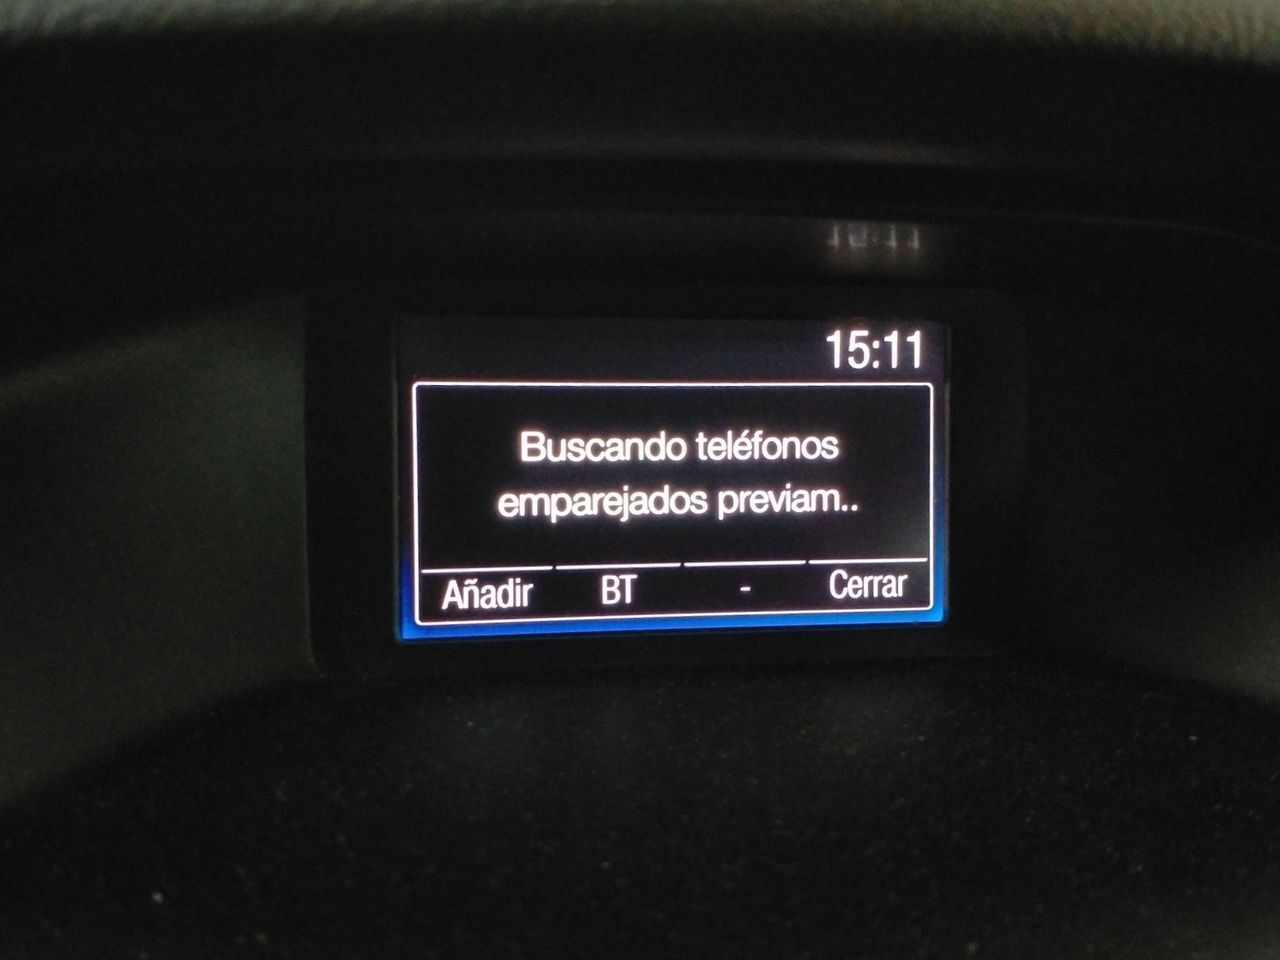 15:11
Buscando teléfonos
emparejados previam..
Añadir BT - Cerrar